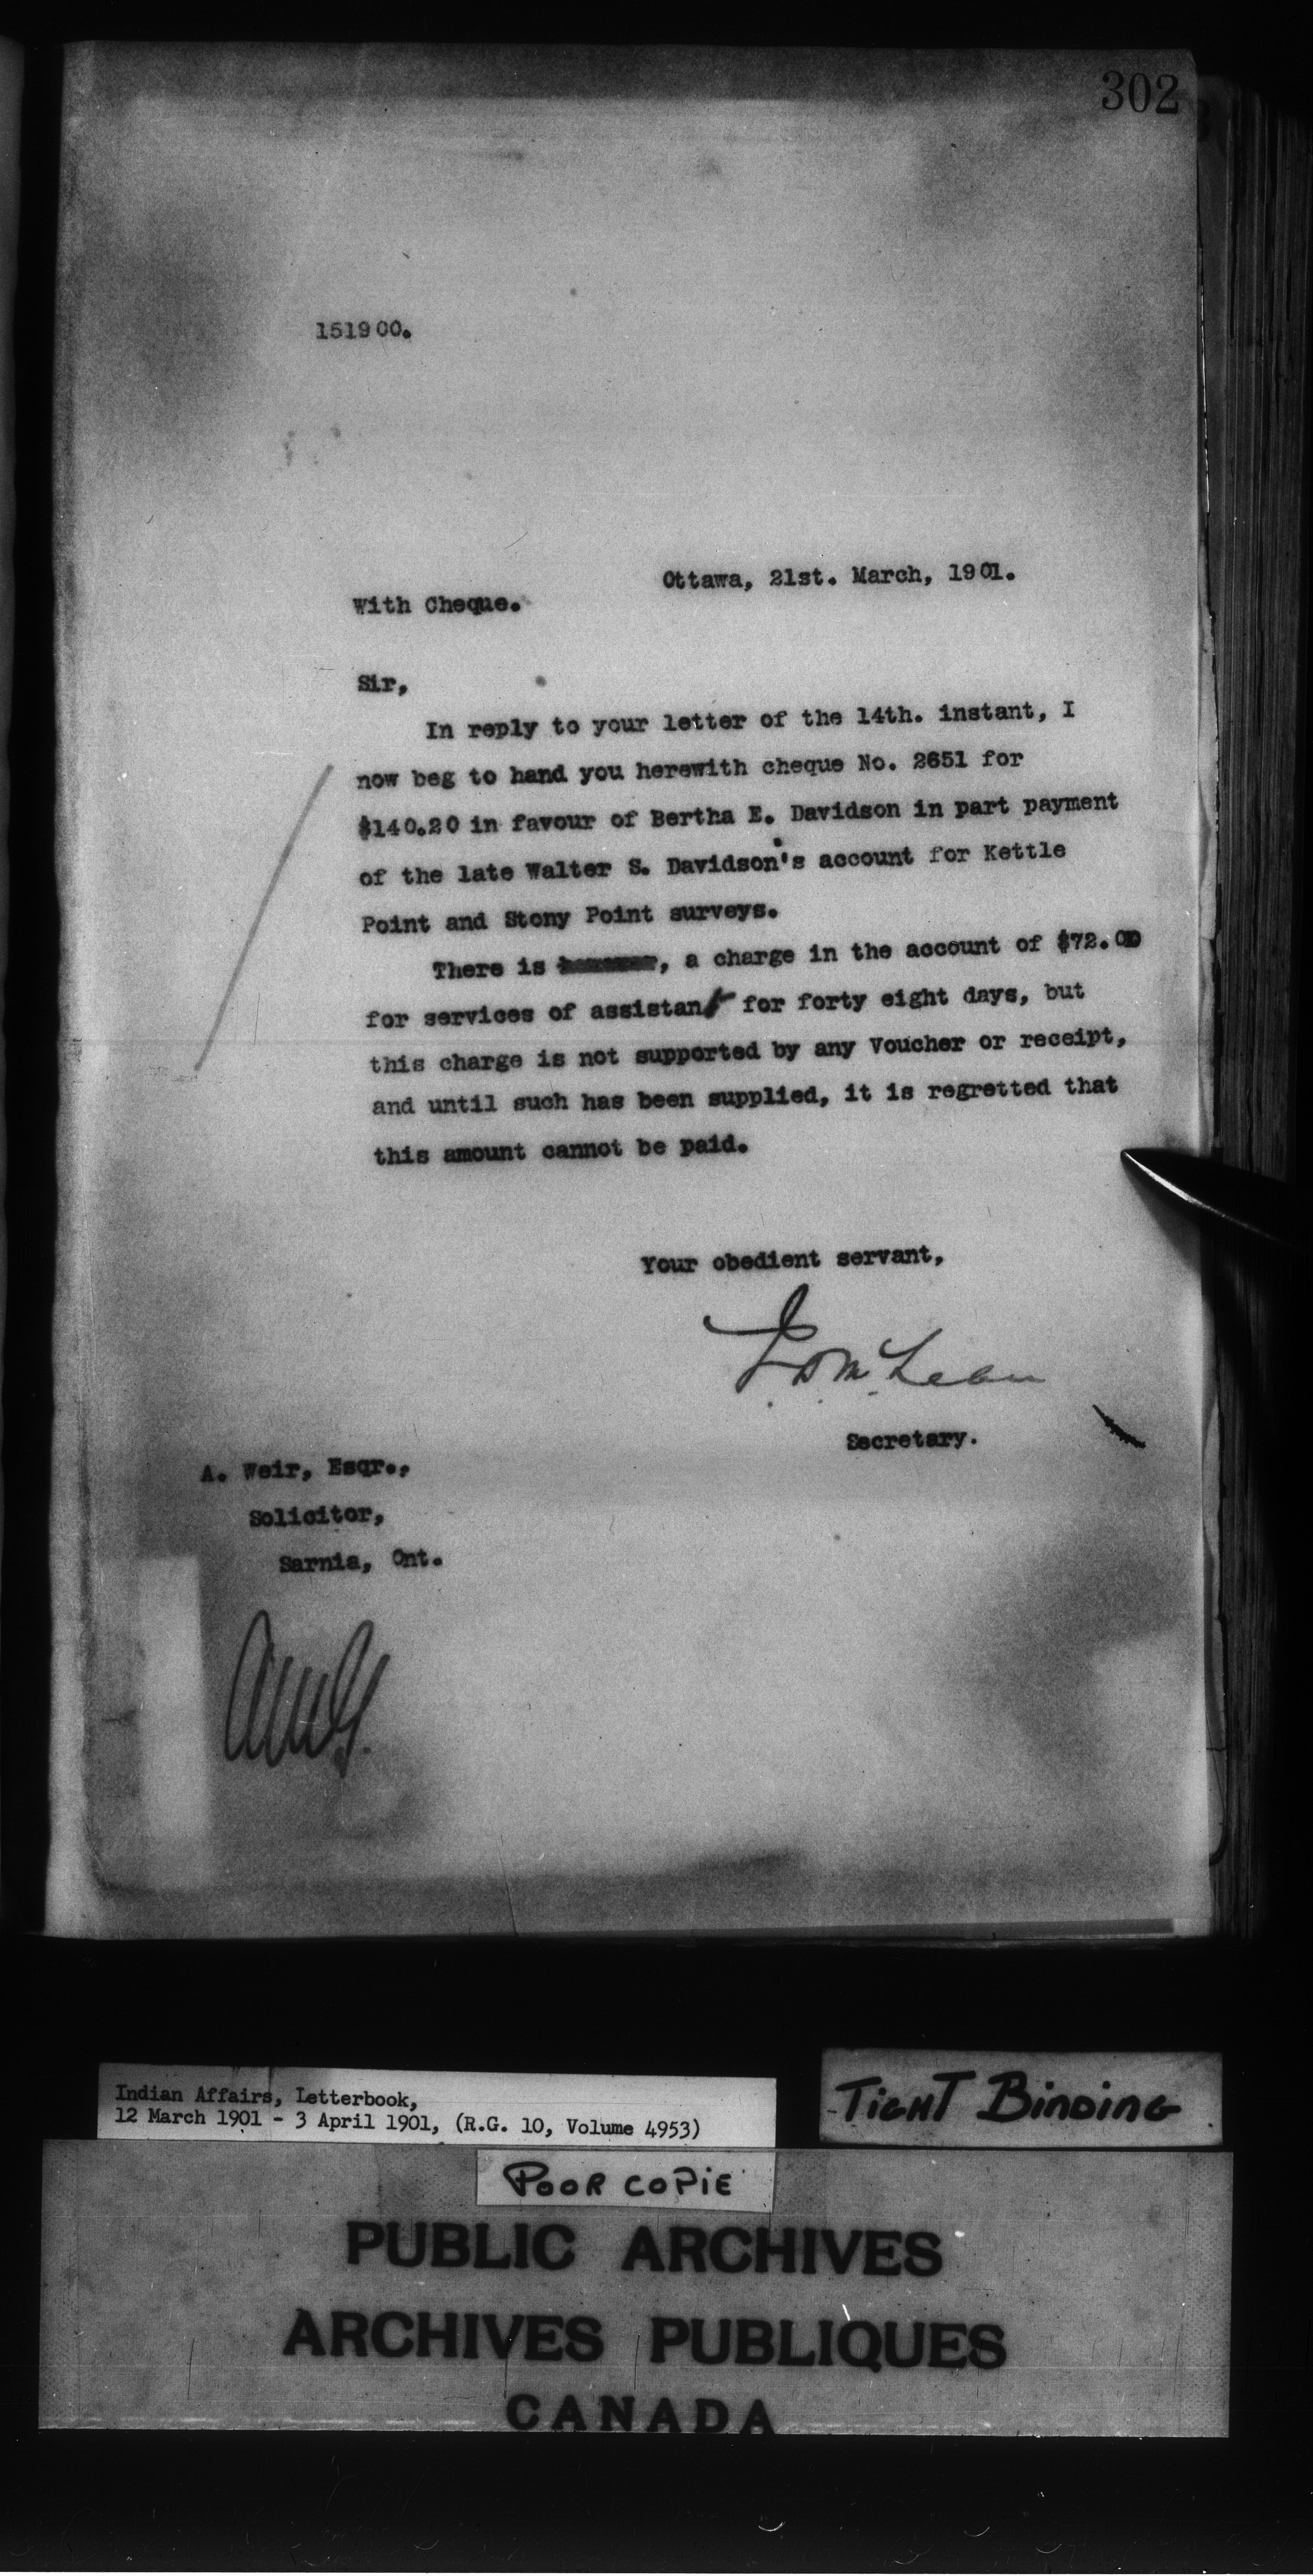 302
151900.
Ottawa, 21st. March, 1901.
With Cheque.
Sir,
In reply to your letter of the 14th. instant, I
now beg to hand you herewith cheque No. 2651 for
$140.20 in favour of Bertha E. Davidson in part payment
of the late Walter S. Davidson's account for Kettle
Point and Stony Point surveys.
There is , a charge in the account of $72.00
for services of assistant for forty eight days, but
this charge is not supported by any Voucher or receipt,
and until such has been supplied, it is regretted that
this amount cannot be paid.
Your obedient servant,
J.D.McLean
Secretary.
A. Weir, Esqr.,
Solicitor,
Sarnia, Ont.
Indian Affairs, Letterbook,
12 March 1901 - 3 April 1901, (R.G. 10, Volume 4953)
TIGHT BINDING
POOR COPIE
PUBLIC ARCHIVES
ARCHIVES PUBLIQUES
CANADA